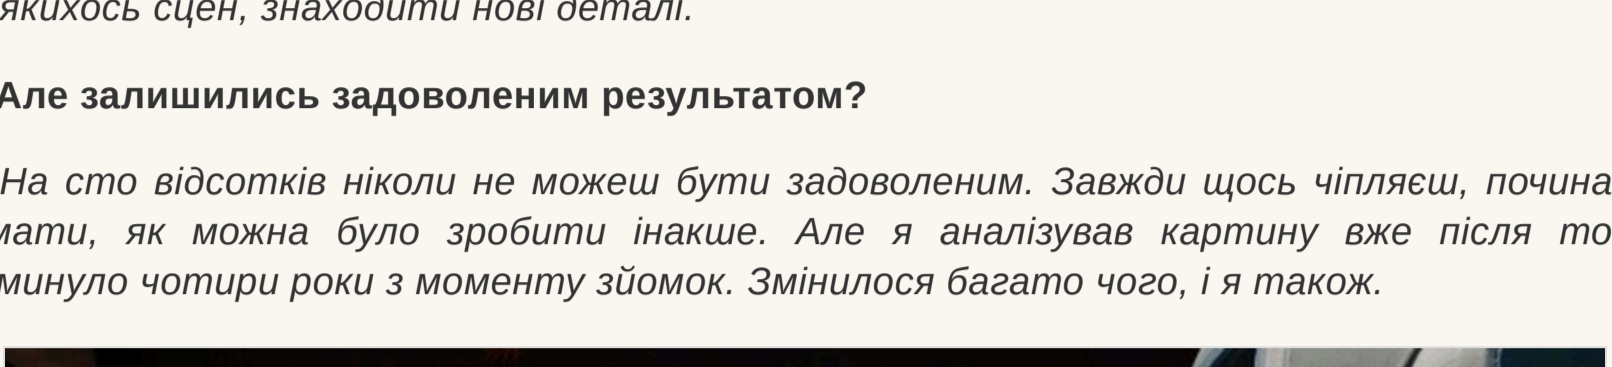 якихось сцен, знаходити нові деталі.
Але залишились задоволеним результатом?
На сто відсотків ніколи не можеш бути задоволеним. Завжди щось чіпляєш, почина
мати, як можна було зробити інакше. Але я аналізував картину вже після то
минуло чотири роки з моменту зйомок. Змінилося багато чого, і я також.